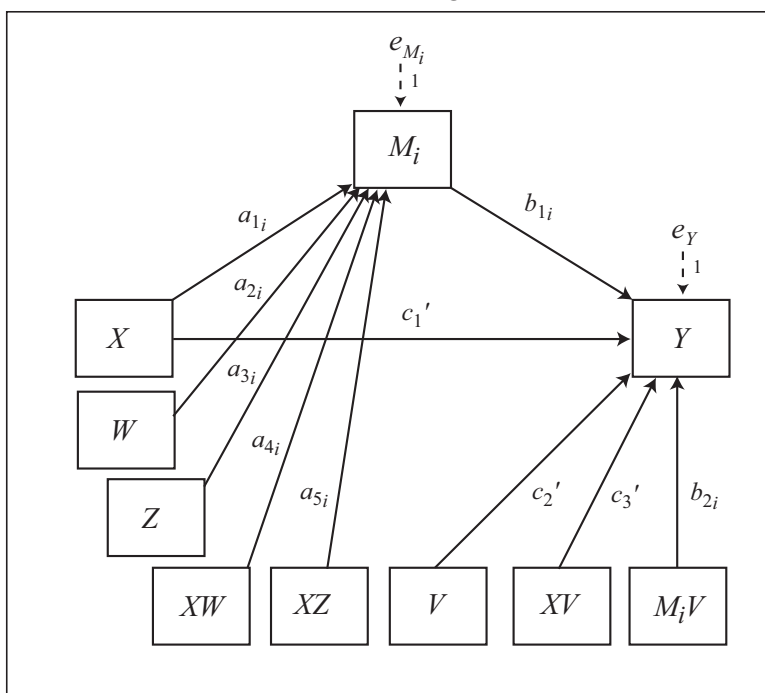 e_{M_i}
1
M_i
a_{1i}
b_{1i}
e_Y
1
a_{2i}
X
c_1'
Y
a_{3i}
W
a_{4i}
Z
a_{5i}
c_2'
c_3'
b_{2i}
XW
XZ
V
XV
M_iV